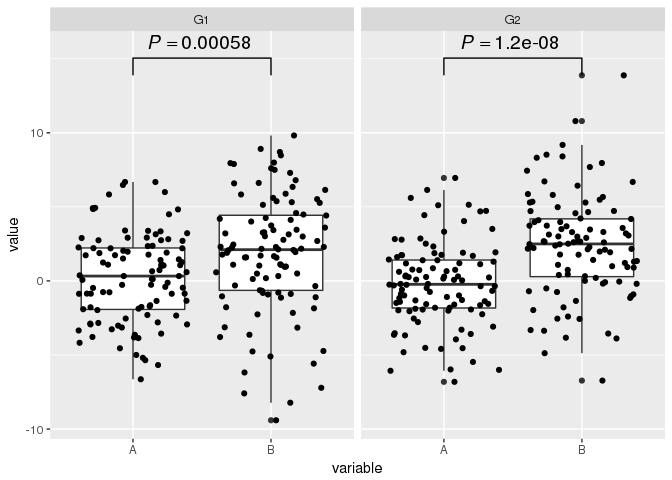 G1 G2
P = 0.00058 P = 1.2e-08
10
0
-10
value
A B A B
variable